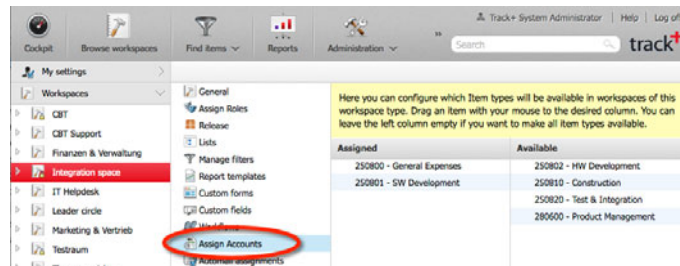 Track+ System Administrator | Help | Log of
Cockpit
Browse workspaces
Find items
Reports
Administration
»
Search
track+
My settings
Workspaces
CBT
CBT Support
Finanzen & Verwaltung
Integration space
IT Helpdesk
Leader circle
Marketing & Vertrieb
Testraum
General
Assign Roles
Release
Lists
Manage filters
Report templates
Custom forms
Custom fields
Workflows
Assign Accounts
Automail assignments
Here you can configure which Item types will be available in workspaces of this
workspace type. Drag an item with your mouse to the desired column. You can
leave the left column empty if you want to make all item types available.
Assigned
250800 - General Expenses
250801 - SW Development
Available
250802 - HW Development
250810 - Construction
250820 - Test & Integration
280600 - Product Management